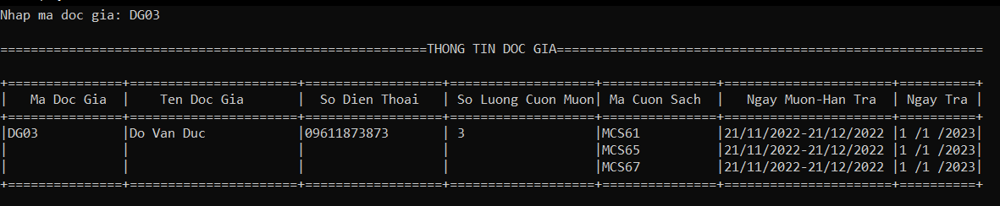 Nhap ma doc gia: DG03
========================================================THONG TIN DOC GIA========================================================
+===============+======================+==================+===================+===============+======================+==========+
|   Ma Doc Gia  |    Ten Doc Gia       |  So Dien Thoai   | So Luong Cuon Muon| Ma Cuon Sach  |   Ngay Muon-Han Tra  | Ngay Tra |
+===============+======================+==================+===================+===============+======================+==========+
|DG03           |Do Van Duc            |09611873873       | 3                 |MCS61          |21/11/2022-21/12/2022 |1 /1 /2023|
|               |                      |                  |                   |MCS65          |21/11/2022-21/12/2022 |1 /1 /2023|
|               |                      |                  |                   |MCS67          |21/11/2022-21/12/2022 |1 /1 /2023|
+===============+======================+==================+===================+===============+======================+==========+